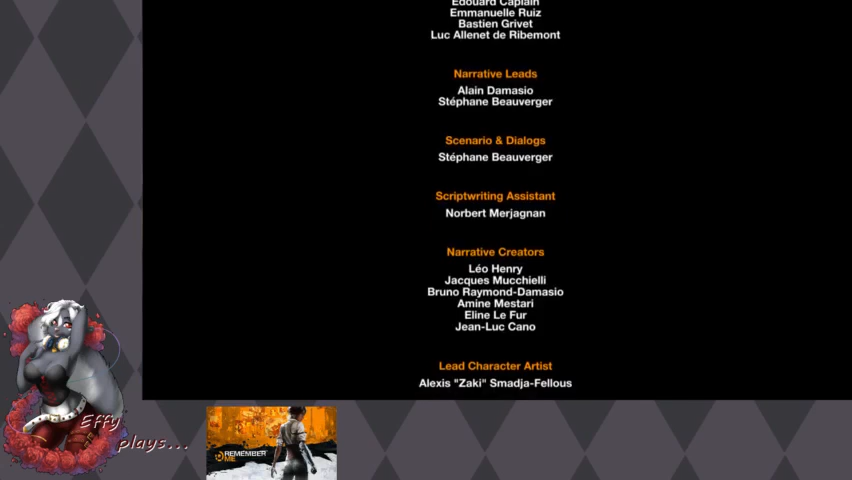 Edouard Caplain
Emmanuelle Ruiz
Bastien Grivet
Luc Allenet de Ribemont
Narrative Leads
Alain Damasio
Stéphane Beauverger
Scenario & Dialogs
Stéphane Beauverger
Scriptwriting Assistant
Norbert Merjagnan
Narrative Creators
Léo Henry
Jacques Mucchielli
Bruno Raymond-Damasio
Amine Mestari
Eline Le Fur
Jean-Luc Cano
Lead Character Artist
Alexis "Zaki" Smadja-Fellous
Effy
plays...
REMEMBER
ME